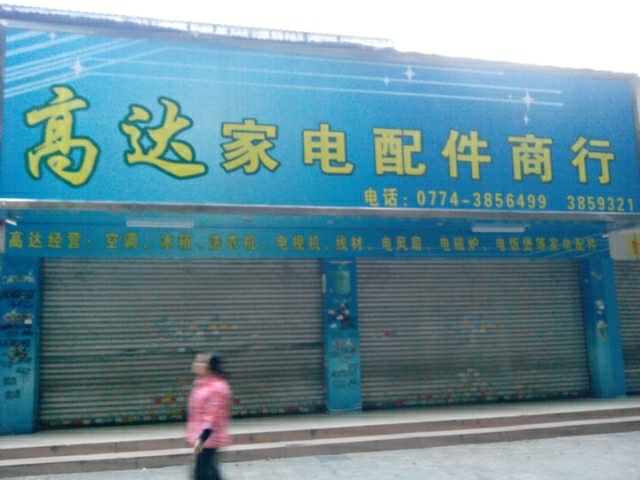 高达家电配件商行
电话：0774-3856499 3859321
高达经营：空调、冰箱、洗衣机、电视机、线材、电风扇、电磁炉、电饭煲等家电配件